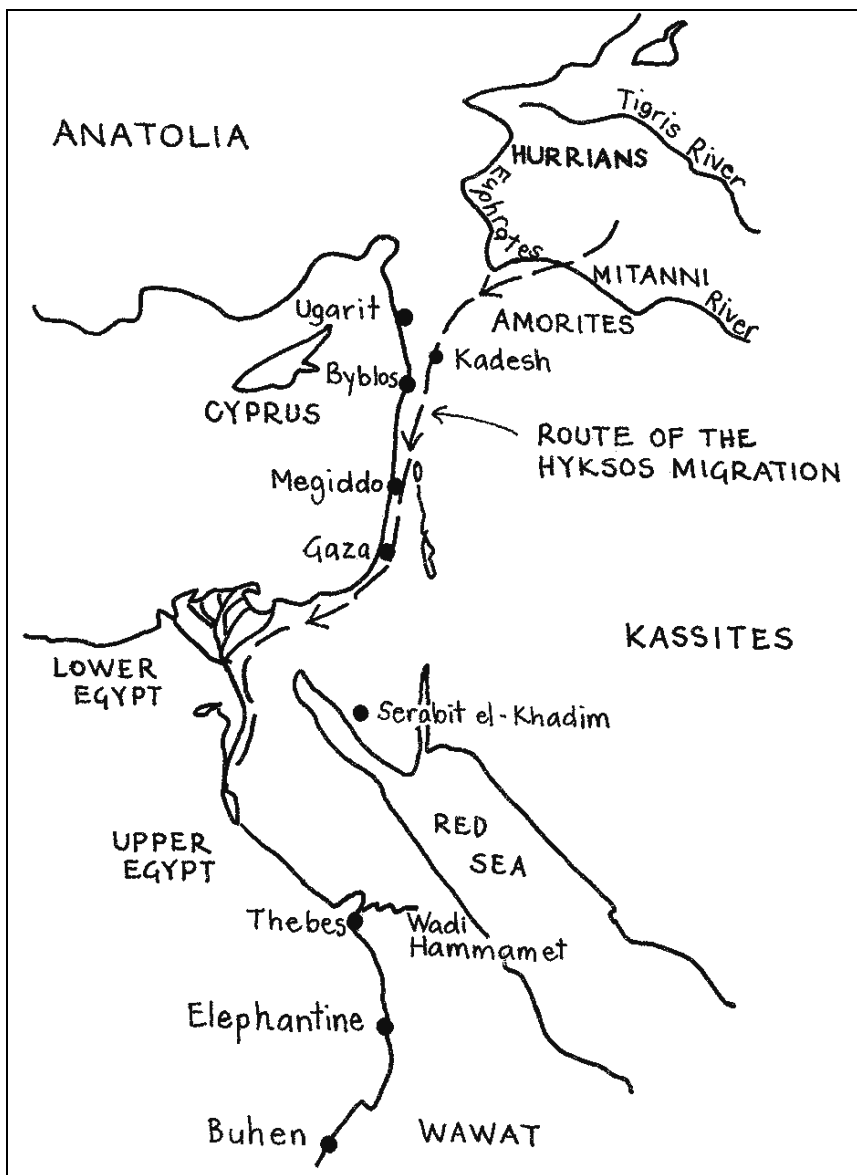 ANATOLIA
Tigris River
HURRIANS
Euphrates
MITANNI
River
Ugarit
AMORITES
Kadesh
Byblos
CYPRUS
ROUTE OF THE
HYKSOS MIGRATION
Megiddo
Gaza
KASSITES
LOWER
EGYPT
Serabit el-Khadim
RED
SEA
UPPER
EGYPT
Thebes
Wadi
Hammamet
Elephantine
Buhen
WAWAT